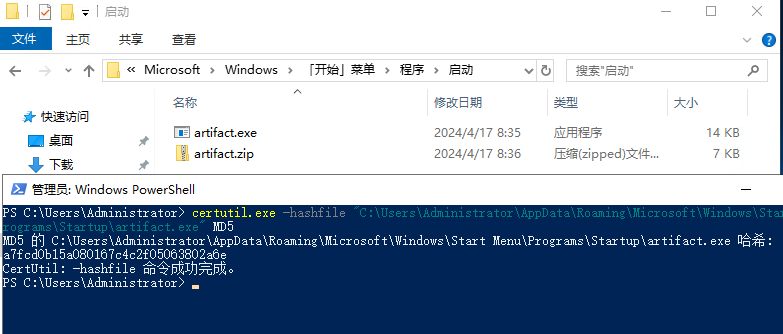 启动
文件 主页 共享 查看
« Microsoft > Windows > 「开始」菜单 > 程序 > 启动 搜索"启动"
名称 修改日期 类型 大小
快速访问
artifact.exe 2024/4/17 8:35 应用程序 14 KB
桌面
artifact.zip 2024/4/17 8:36 压缩(zipped)文件... 7 KB
下载
管理员: Windows PowerShell
PS C:\Users\Administrator> certutil.exe -hashfile "C:\Users\Administrator\AppData\Roaming\Microsoft\Windows\Star
rograms\Startup\artifact.exe" MD5
MD5 的 C:\Users\Administrator\AppData\Roaming\Microsoft\Windows\Start Menu\Programs\Startup\artifact.exe 哈希:
a7fcd0b15a080167c4c2f05063802a6e
CertUtil: -hashfile 命令成功完成。
PS C:\Users\Administrator>